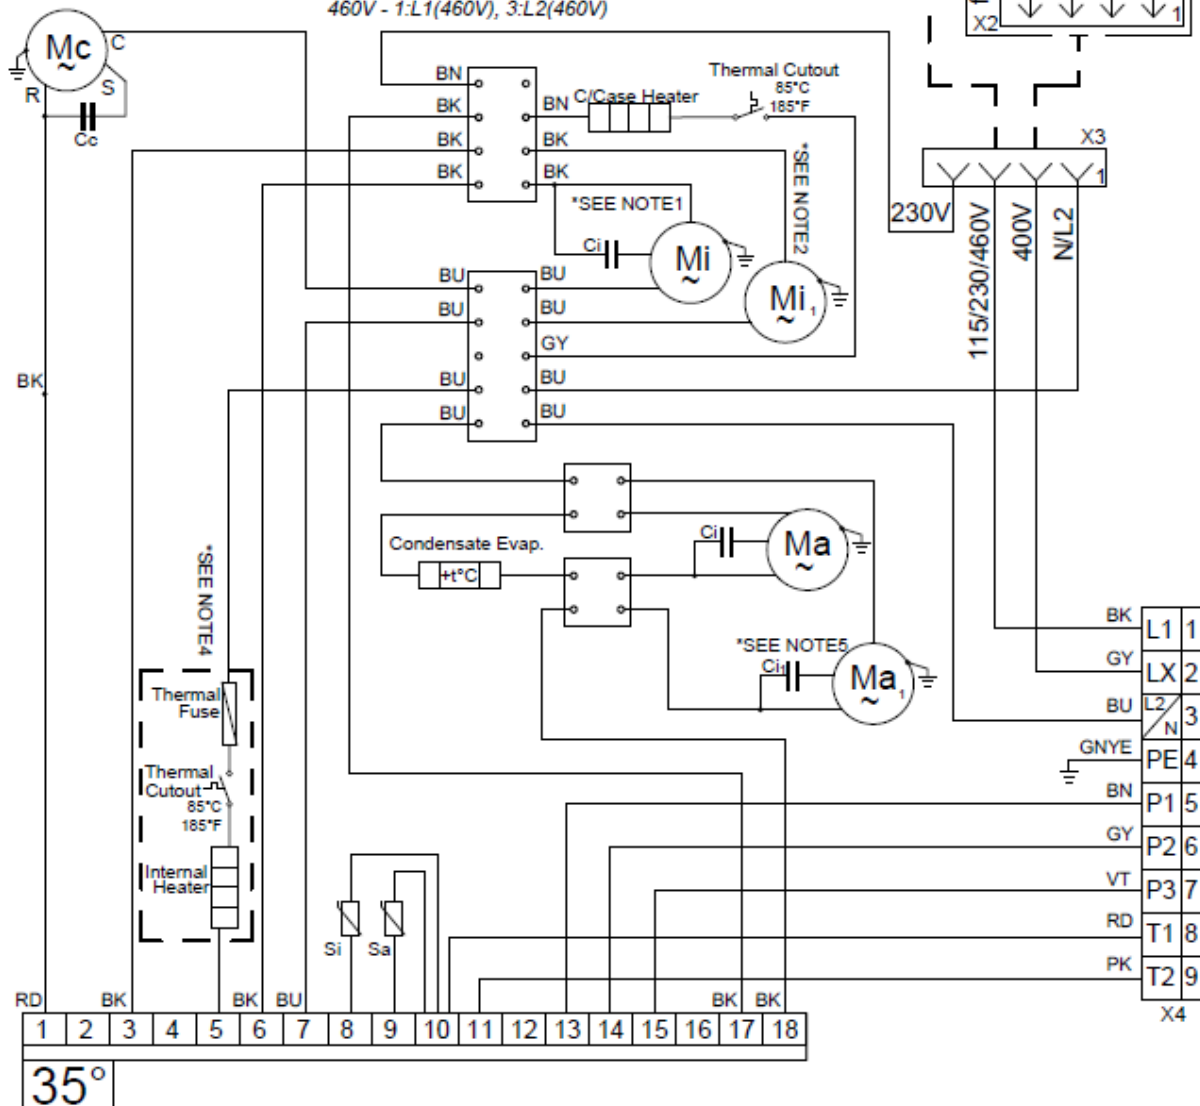 460V - 1:L1(460V), 3:L2(460V)
X2
1
Mc
~
C
S
R
Cc
BN
BK
BK
BK
BN
C/Case Heater
Thermal Cutout
85°C
185°F
BK
BK
*SEE NOTE1
*SEE NOTE2
Ci
Mi
~
Mi1
~
X3
1
230V
115/230/460V
400V
N/L2
BU
BU
BU
BU
BU
BU
GY
BU
BU
BK
Condensate Evap.
+t°C
Ci
Ma
~
*SEE NOTE5
Ci1
Ma1
~
*SEE NOTE4
Thermal
Fuse
Thermal
Cutout
85°C
185°F
Internal
Heater
Si
Sa
BK L1 1
GY LX 2
BU L2/N 3
GNYE PE 4
BN P1 5
GY P2 6
VT P3 7
RD T1 8
PK T2 9
X4
RD BK BK BU BK BK
1 2 3 4 5 6 7 8 9 10 11 12 13 14 15 16 17 18
35°